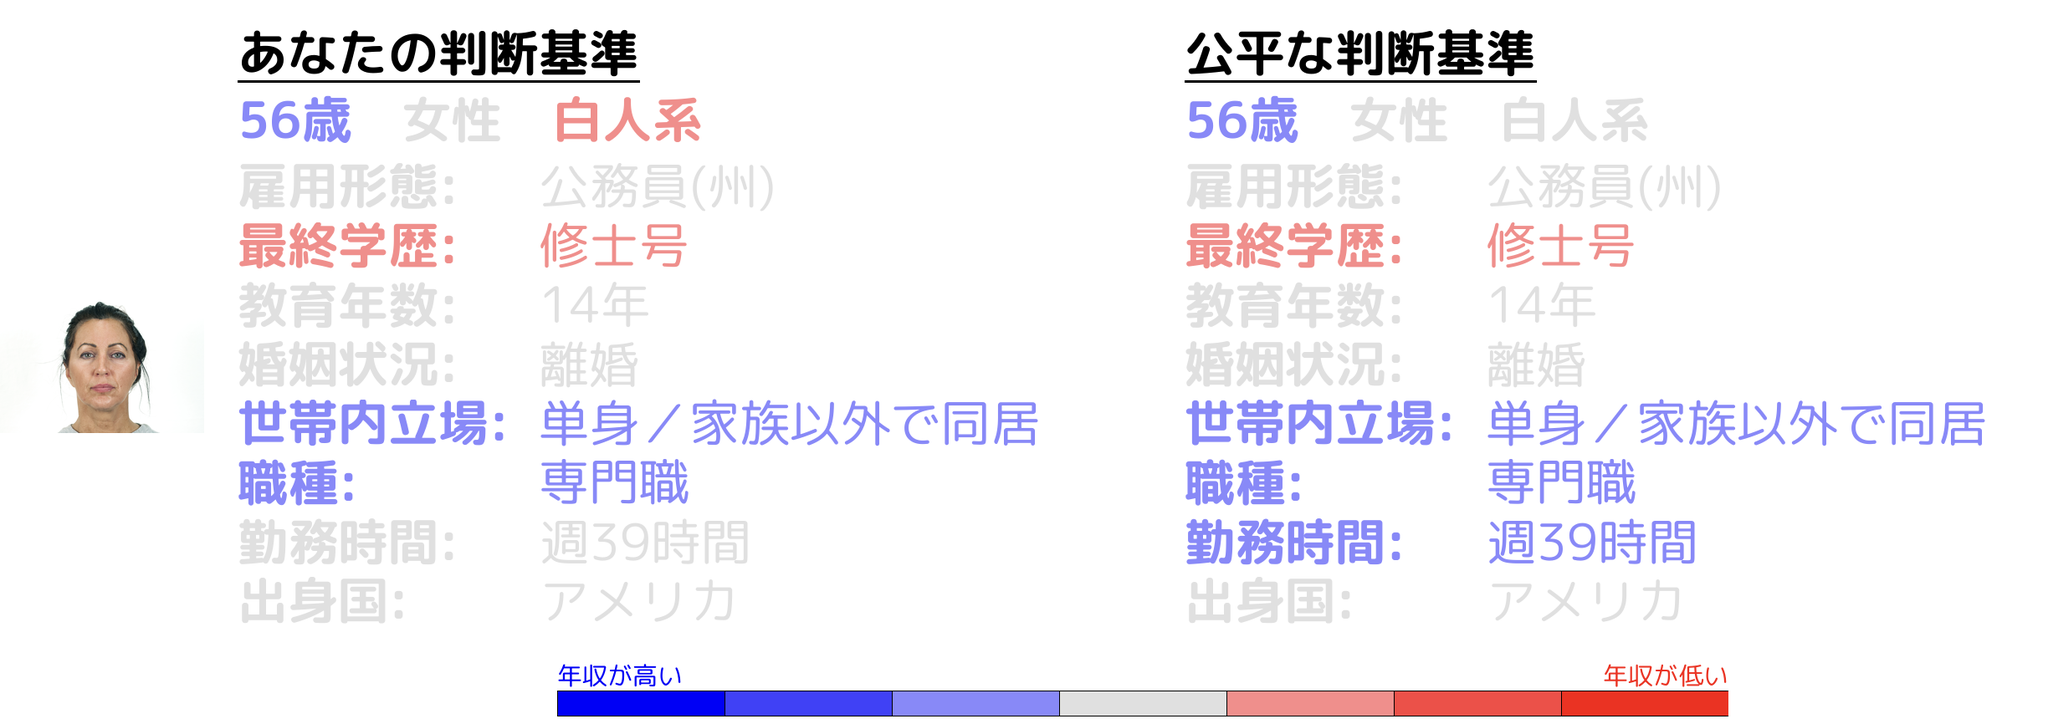 あなたの判断基準
56歳 女性 白人系
雇用形態: 公務員(州)
最終学歴: 修士号
教育年数: 14年
婚姻状況: 離婚
世帯内立場: 単身／家族以外で同居
職種: 専門職
勤務時間: 週39時間
出身国: アメリカ
公平な判断基準
56歳 女性 白人系
雇用形態: 公務員(州)
最終学歴: 修士号
教育年数: 14年
婚姻状況: 離婚
世帯内立場: 単身／家族以外で同居
職種: 専門職
勤務時間: 週39時間
出身国: アメリカ
年収が高い 年収が低い